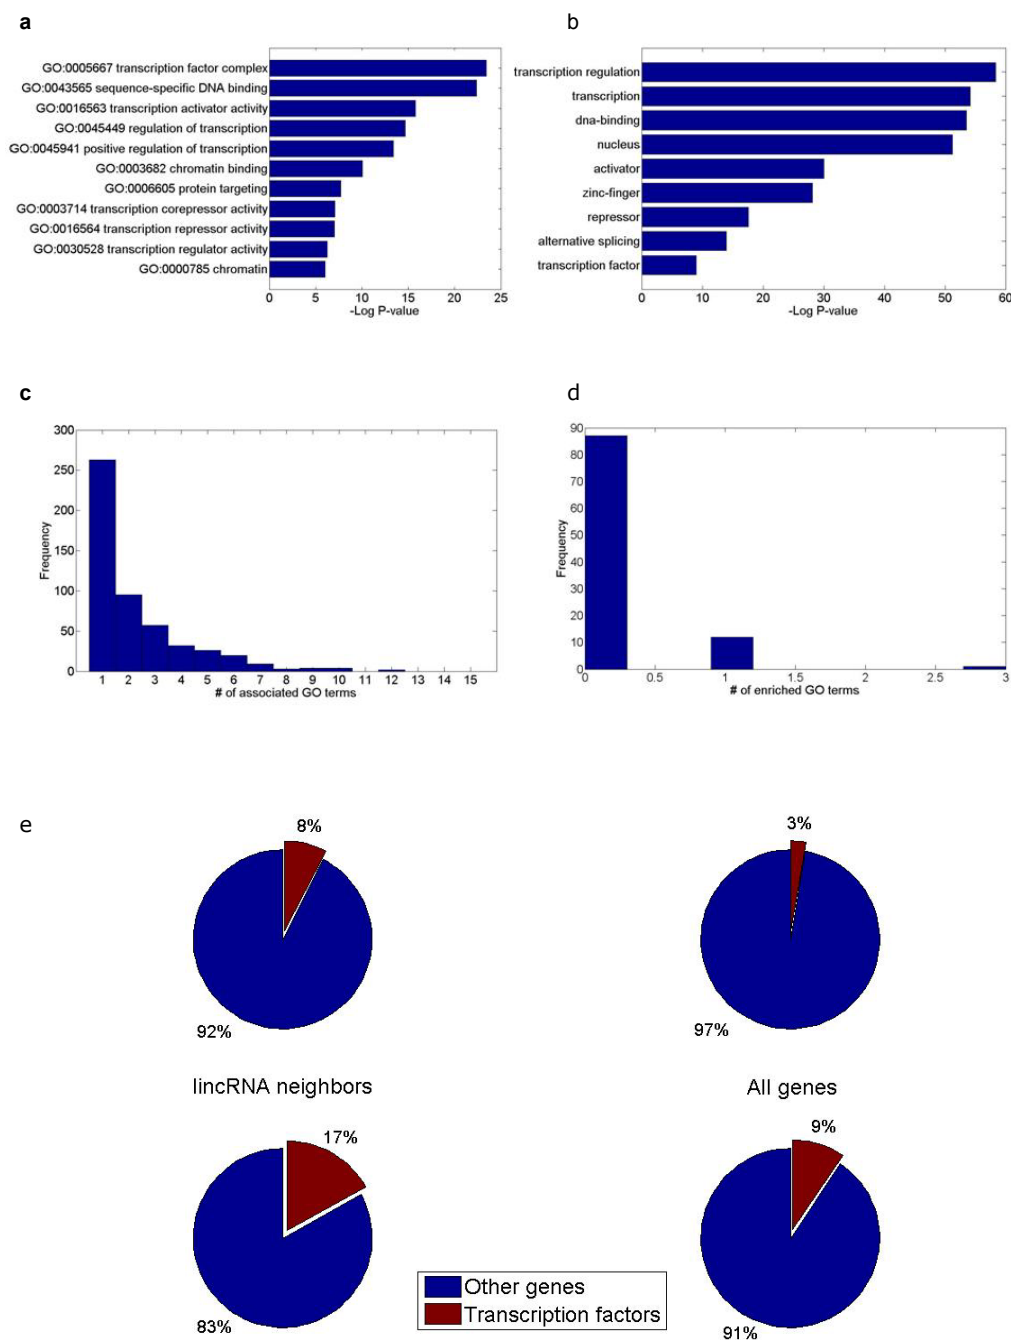 a
GO:0005667 transcription factor complex
GO:0043565 sequence-specific DNA binding
GO:0016563 transcription activator activity
GO:0045449 regulation of transcription
GO:0045941 positive regulation of transcription
GO:0003682 chromatin binding
GO:0006605 protein targeting
GO:0003714 transcription corepressor activity
GO:0016564 transcription repressor activity
GO:0030528 transcription regulator activity
GO:0000785 chromatin
0 5 10 15 20 25
-Log P-value
b
transcription regulation
transcription
dna-binding
nucleus
activator
zinc-finger
repressor
alternative splicing
transcription factor
0 10 20 30 40 50 60
-Log P-value
c
300
250
200
150
100
50
0
Frequency
1 2 3 4 5 6 7 8 9 10 11 12 13 14 15
# of associated GO terms
d
90
80
70
60
50
40
30
20
10
0
Frequency
0.5 1 1.5 2 2.5 3
# of enriched GO terms
e
8%
92%
3%
97%
lincRNA neighbors
All genes
17%
83%
9%
91%
Other genes
Transcription factors